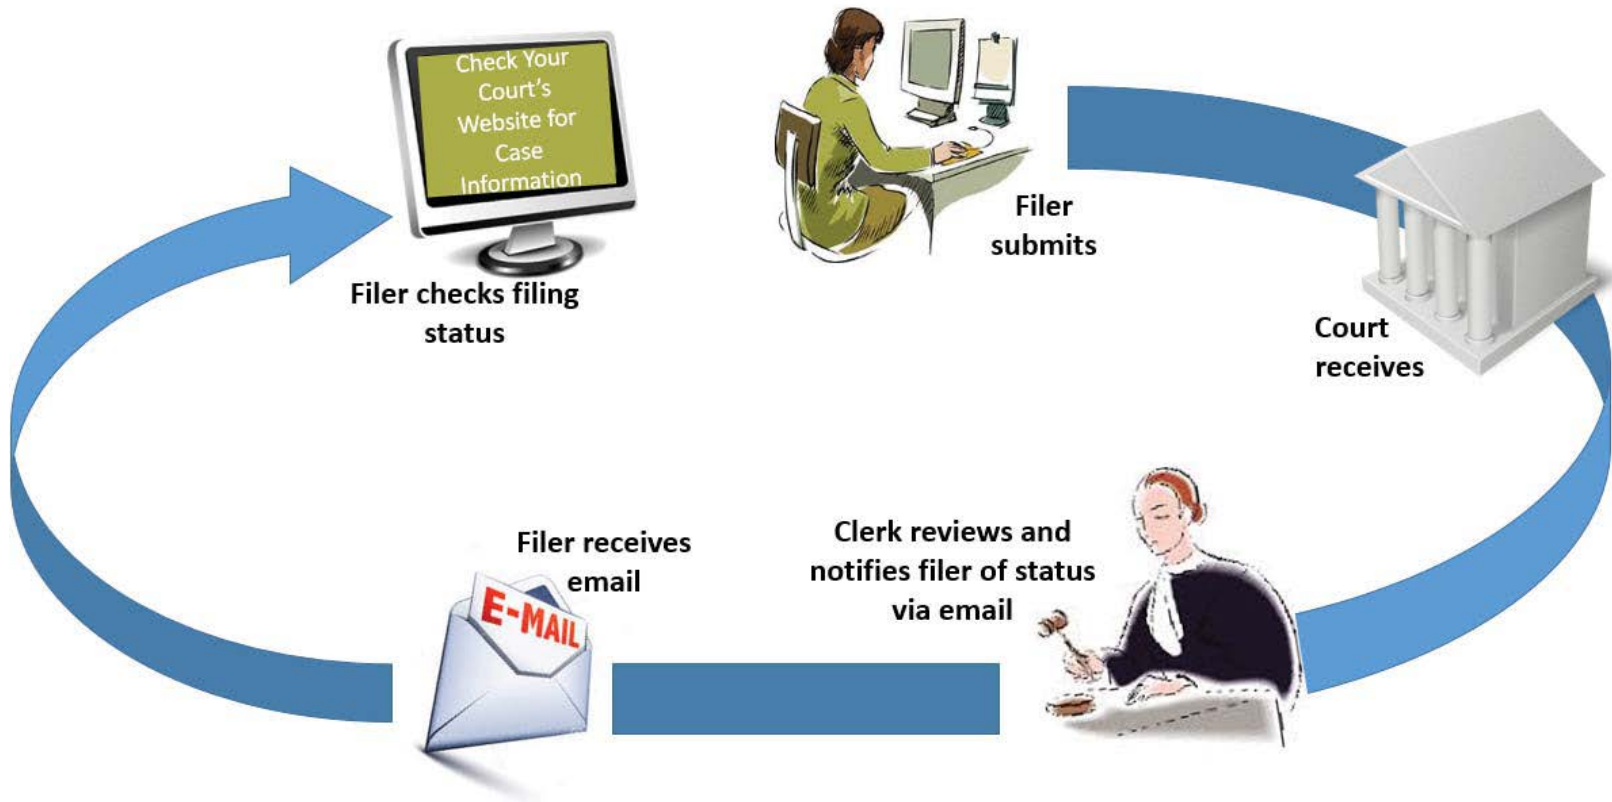 Check Your
Court's
Website for
Case
Information
Filer checks filing
status
Filer
submits
Court
receives
Clerk reviews and
notifies filer of status
via email
Filer receives
email
E-MAIL